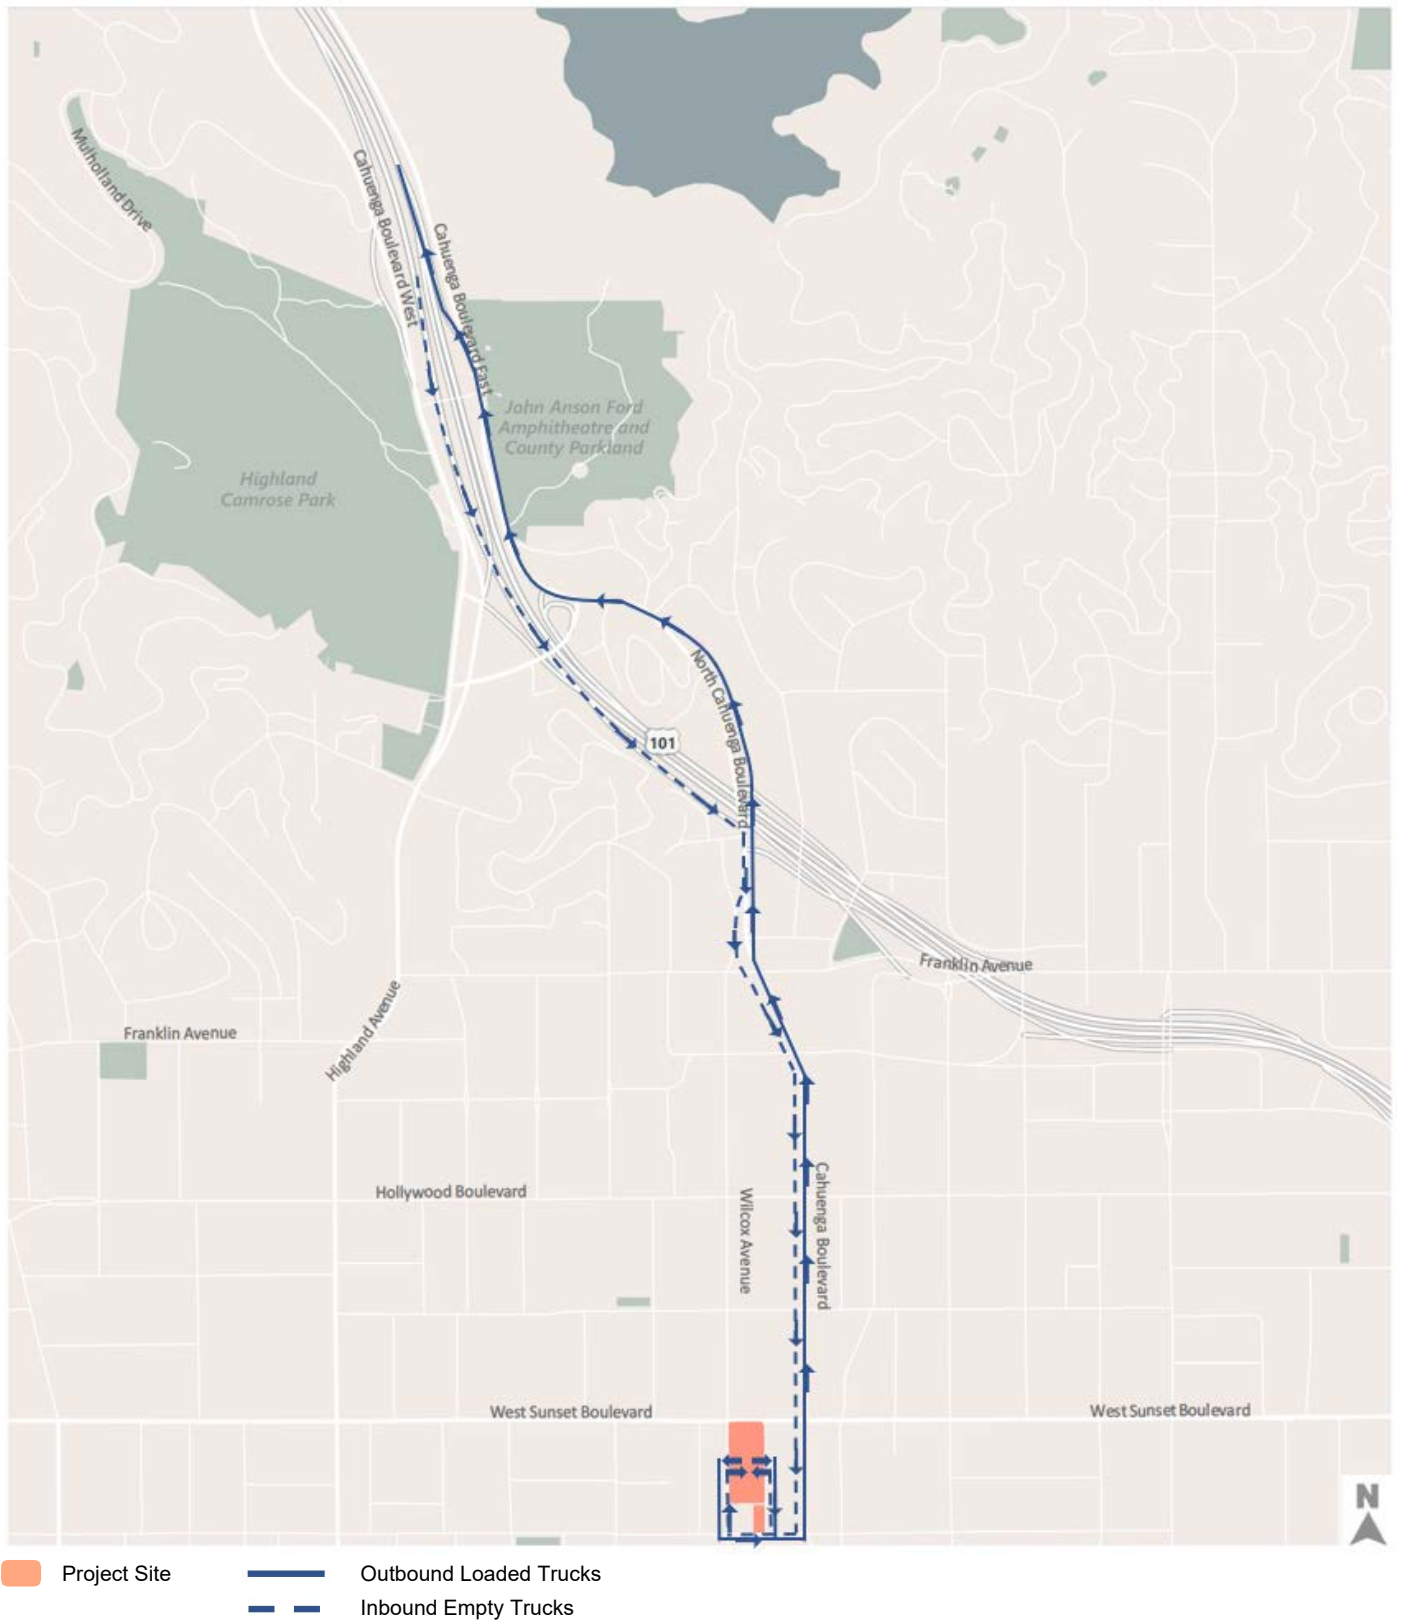 Mulholland Drive
Cahuenga Boulevard West
Cahuenga Boulevard East
John Anson Ford
Amphitheatre and
County Parkland
Highland
Camrose Park
North Cahuenga Boulevard
101
Franklin Avenue
Highland Avenue
Franklin Avenue
Hollywood Boulevard
Wilcox Avenue
Cahuenga Boulevard
West Sunset Boulevard
West Sunset Boulevard
N
Project Site
Outbound Loaded Trucks
Inbound Empty Trucks